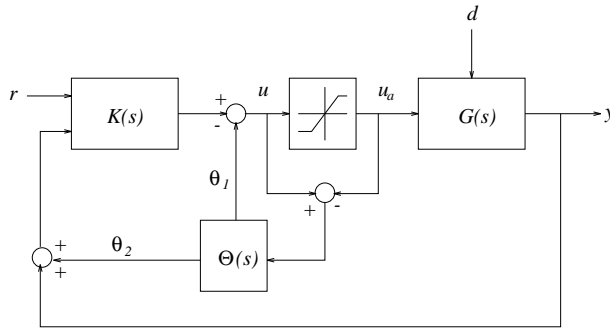 d
r
K(s)
+
-
u
u_a
G(s)
y
θ_1
+
-
θ_2
Θ(s)
+
+